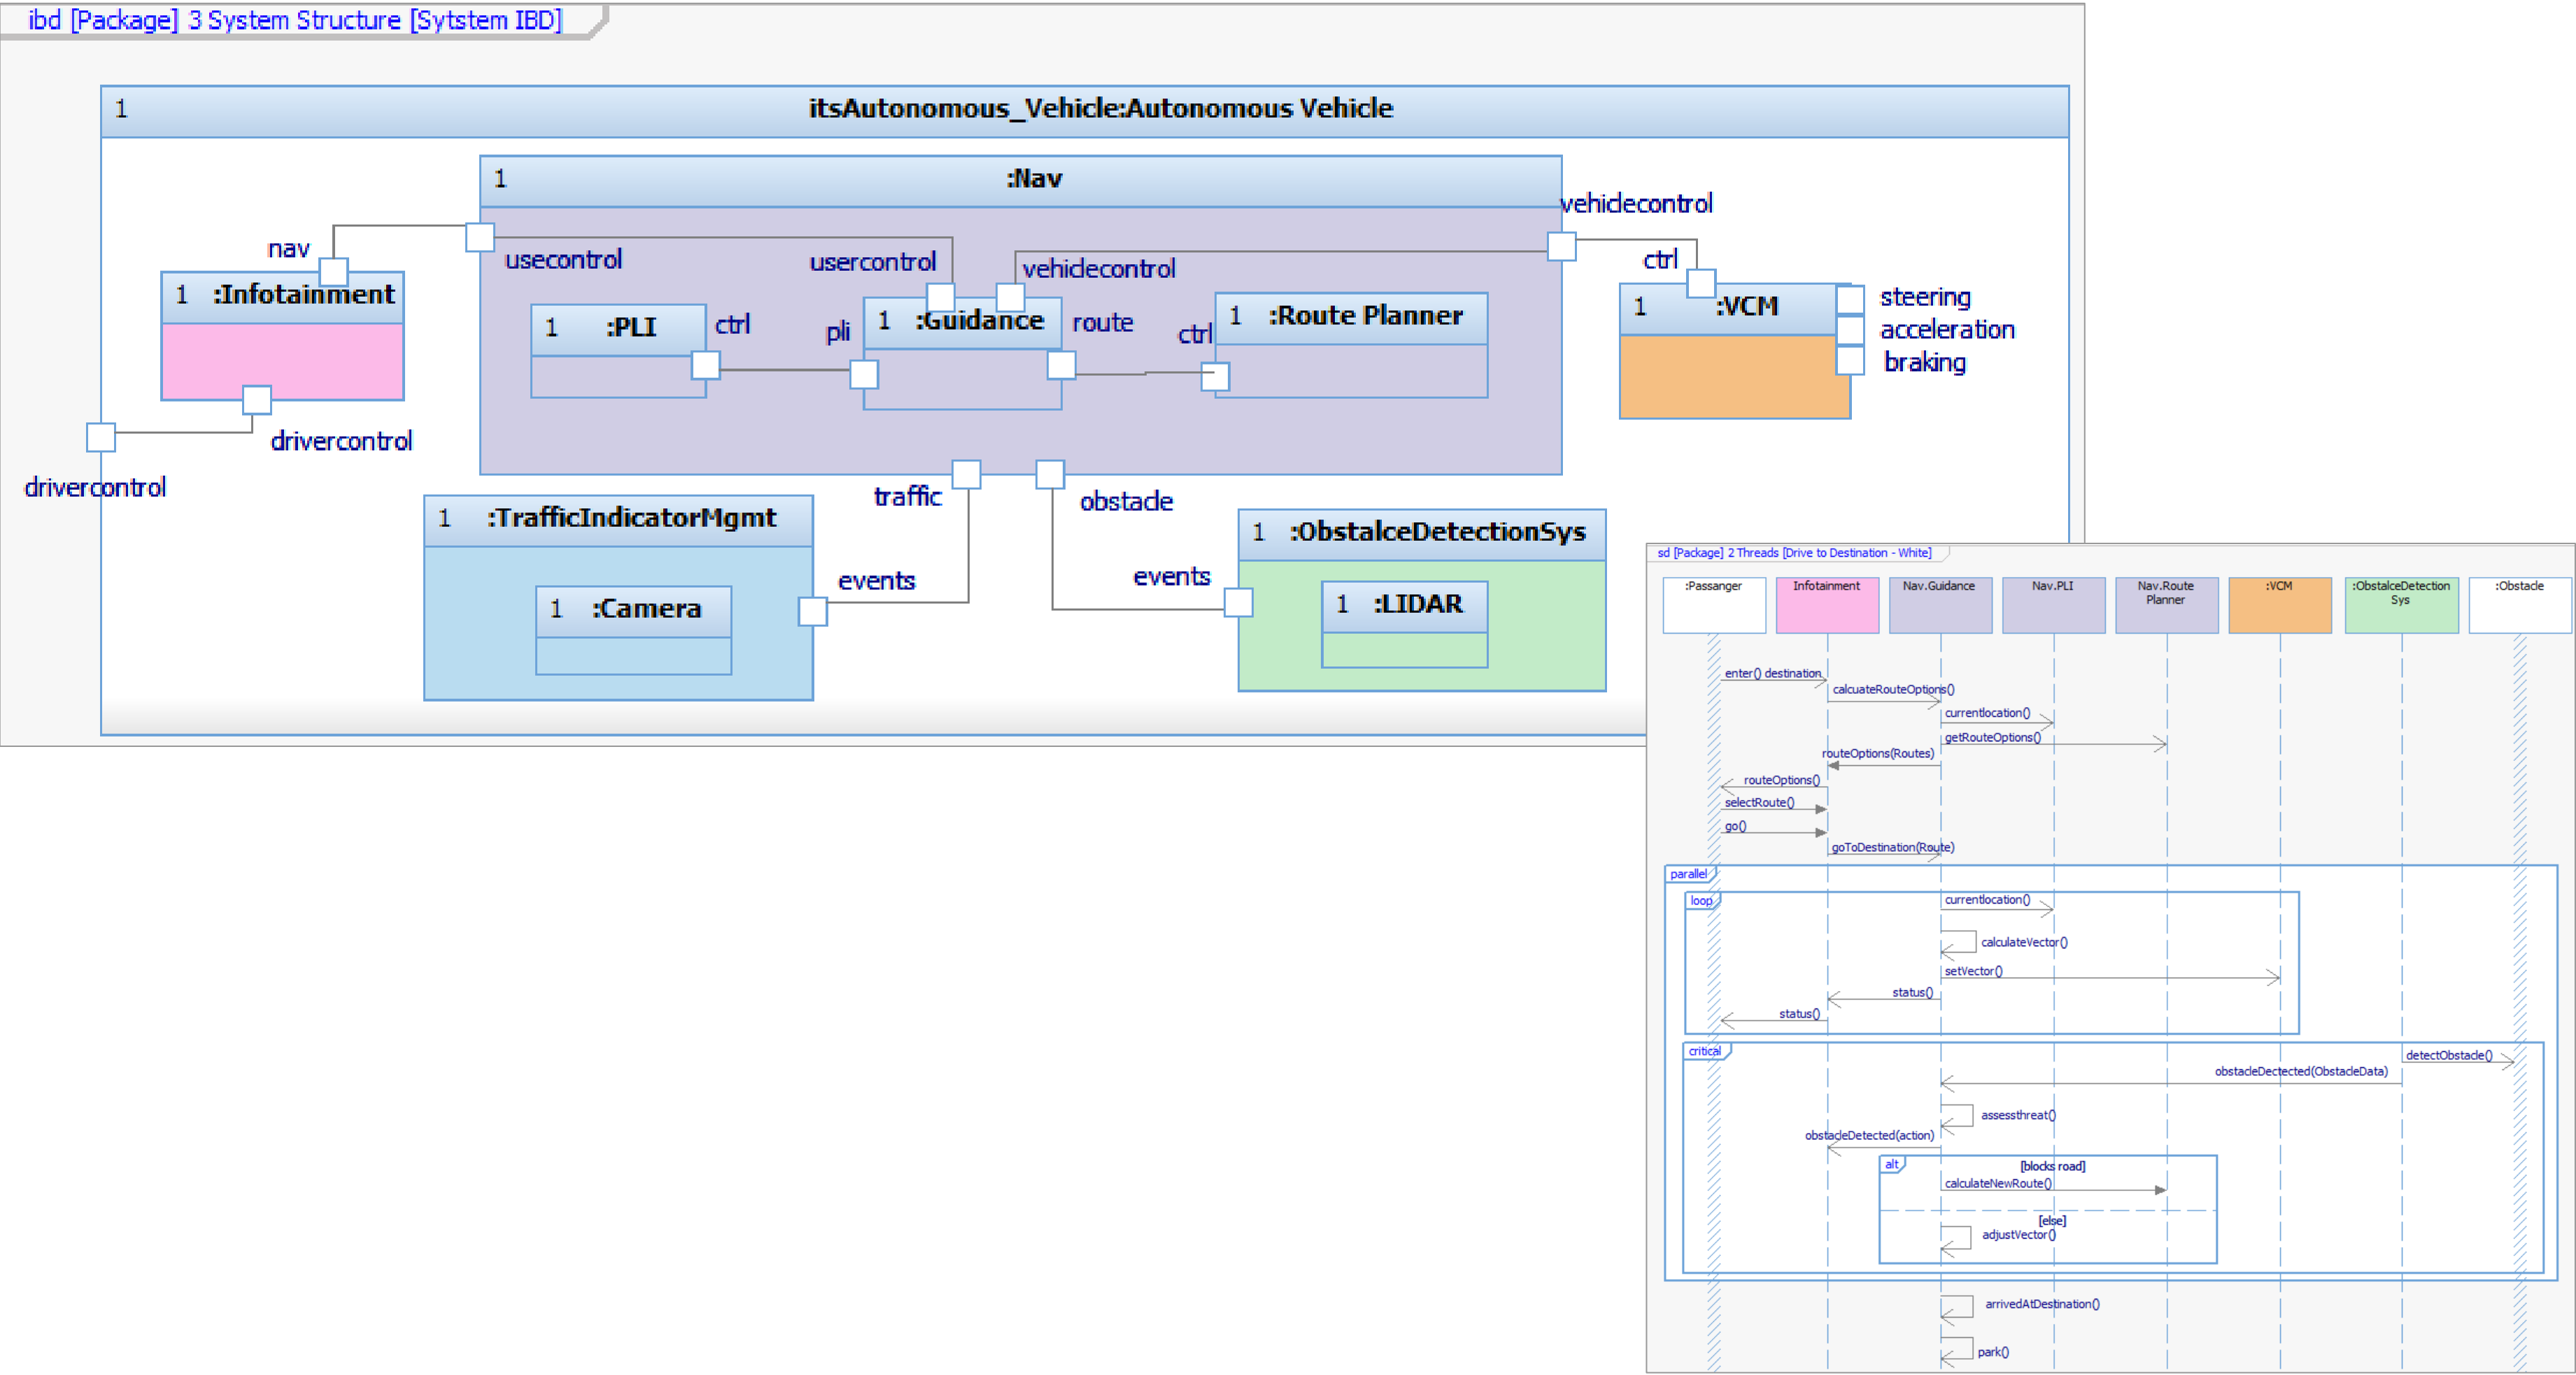 ibd [Package] 3 System Structure [Sytstem IBD]
1 itsAutonomous_Vehicle:Autonomous Vehicle
1 :Nav
vehiclecontrol
nav
usecontrol
usercontrol
vehiclecontrol
ctrl
1 :Infotainment
1 :PLI
ctrl
pli
1 :Guidance
route
ctrl
1 :Route Planner
1 :VCM
steering
acceleration
braking
drivercontrol
drivercontrol
traffic
obstacle
1 :TrafficIndicatorMgmt
events
1 :Camera
1 :ObstalceDetectionSys
events
1 :LIDAR
sd [Package] 2 Threads [Drive to Destination - White]
:Passanger
Infotainment
Nav.Guidance
Nav.PLI
Nav.Route
Planner
:VCM
:ObstalceDetection
Sys
:Obstacle
enter() destination
calcuateRouteOptions()
currentlocation()
getRouteOptions()
routeOptions(Routes)
routeOptions()
selectRoute()
go()
goToDestination(Route)
parallel
loop
currentlocation()
calculateVector()
setVector()
status()
status()
critical
detectObstacle()
obstacleDectected(ObstacleData)
assessthreat()
obstacleDetected(action)
alt
[blocks road]
calculateNewRoute()
[else]
adjustVector()
arrivedAtDestination()
park()